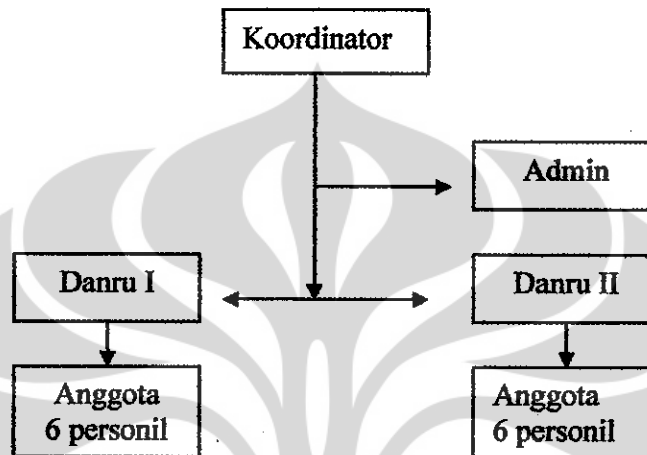 Koordinator
Admin
Danru I
Danru II
Anggota
6 personil
Anggota
6 personil